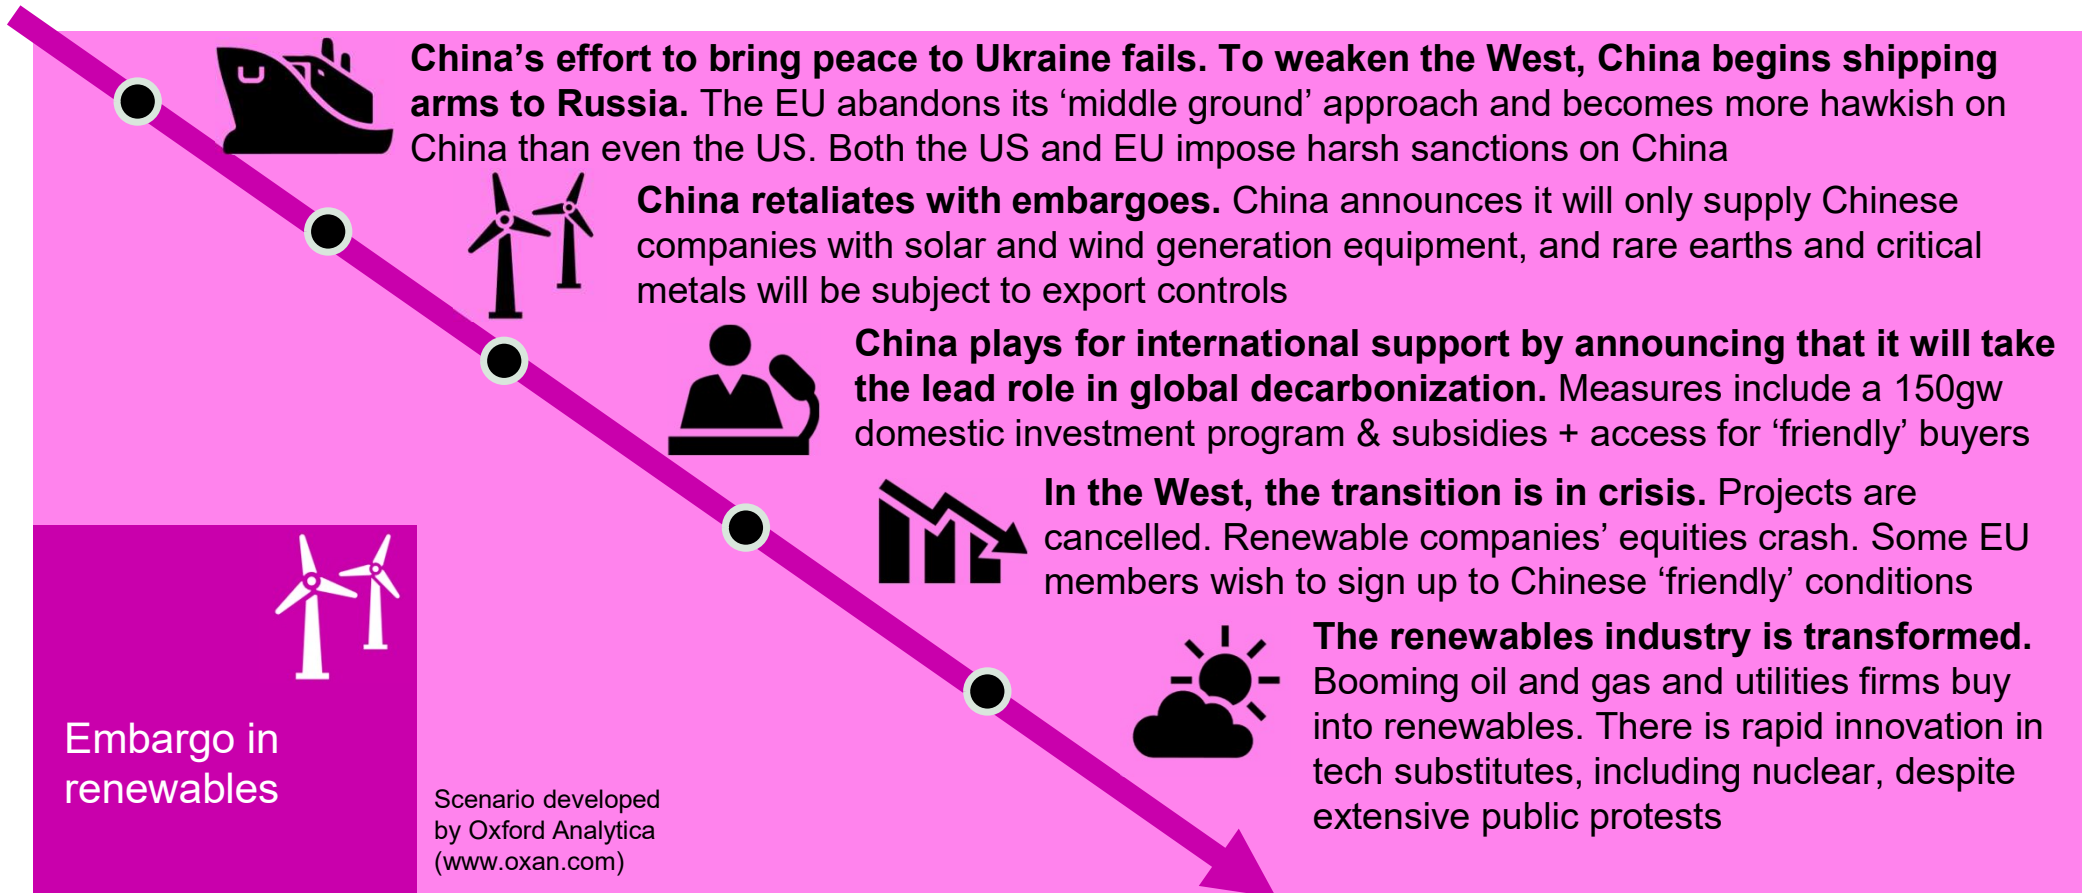 China’s effort to bring peace to Ukraine fails. To weaken the West, China begins shipping
arms to Russia. The EU abandons its ‘middle ground’ approach and becomes more hawkish on
China than even the US. Both the US and EU impose harsh sanctions on China
China retaliates with embargoes. China announces it will only supply Chinese
companies with solar and wind generation equipment, and rare earths and critical
metals will be subject to export controls
China plays for international support by announcing that it will take
the lead role in global decarbonization. Measures include a 150gw
domestic investment program & subsidies + access for ‘friendly’ buyers
In the West, the transition is in crisis. Projects are
cancelled. Renewable companies’ equities crash. Some EU
members wish to sign up to Chinese ‘friendly’ conditions
The renewables industry is transformed.
Booming oil and gas and utilities firms buy
into renewables. There is rapid innovation in
tech substitutes, including nuclear, despite
extensive public protests
Embargo in
renewables
Scenario developed
by Oxford Analytica
(www.oxan.com)